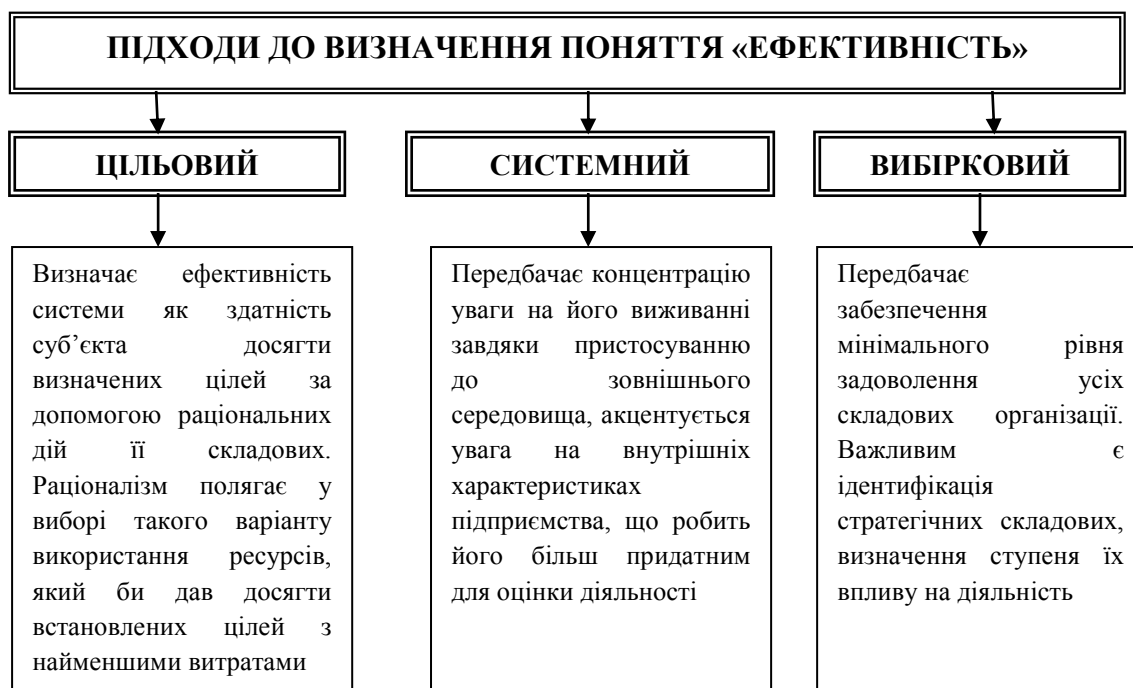 ПІДХОДИ ДО ВИЗНАЧЕННЯ ПОНЯТТЯ «ЕФЕКТИВНІСТЬ»
ЦІЛЬОВИЙ
Визначає ефективність
системи як здатність
суб’єкта досягти
визначених цілей за
допомогою раціональних
дій її складових.
Раціоналізм полягає у
виборі такого варіанту
використання ресурсів,
який би дав досягти
встановлених цілей з
найменшими витратами
СИСТЕМНИЙ
Передбачає концентрацію
уваги на його виживанні
завдяки пристосуванню
до зовнішнього
середовища, акцентується
увага на внутрішніх
характеристиках
підприємства, що робить
його більш придатним
для оцінки діяльності
ВИБІРКОВИЙ
Передбачає
забезпечення
мінімального рівня
задоволення усіх
складових організації.
Важливим є
ідентифікація
стратегічних складових,
визначення ступеня їх
впливу на діяльність